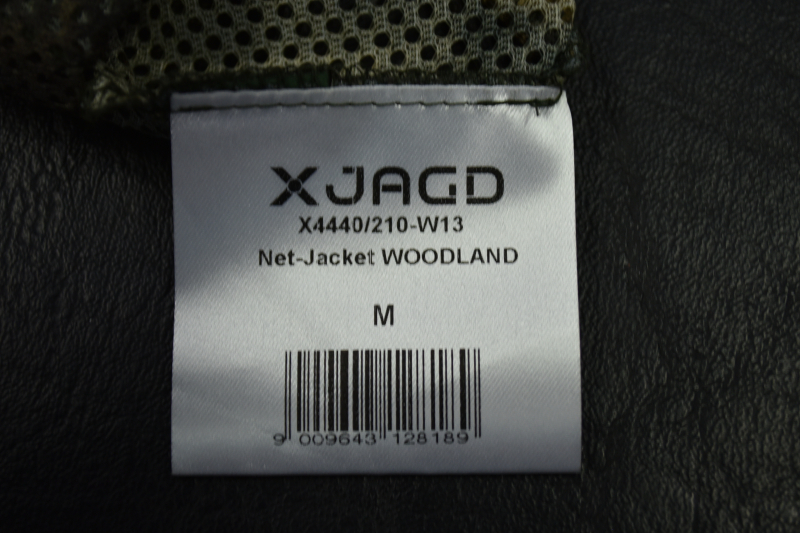 XJAGD
X4440/210-W13
Net-Jacket WOODLAND
M
9 009643 128189